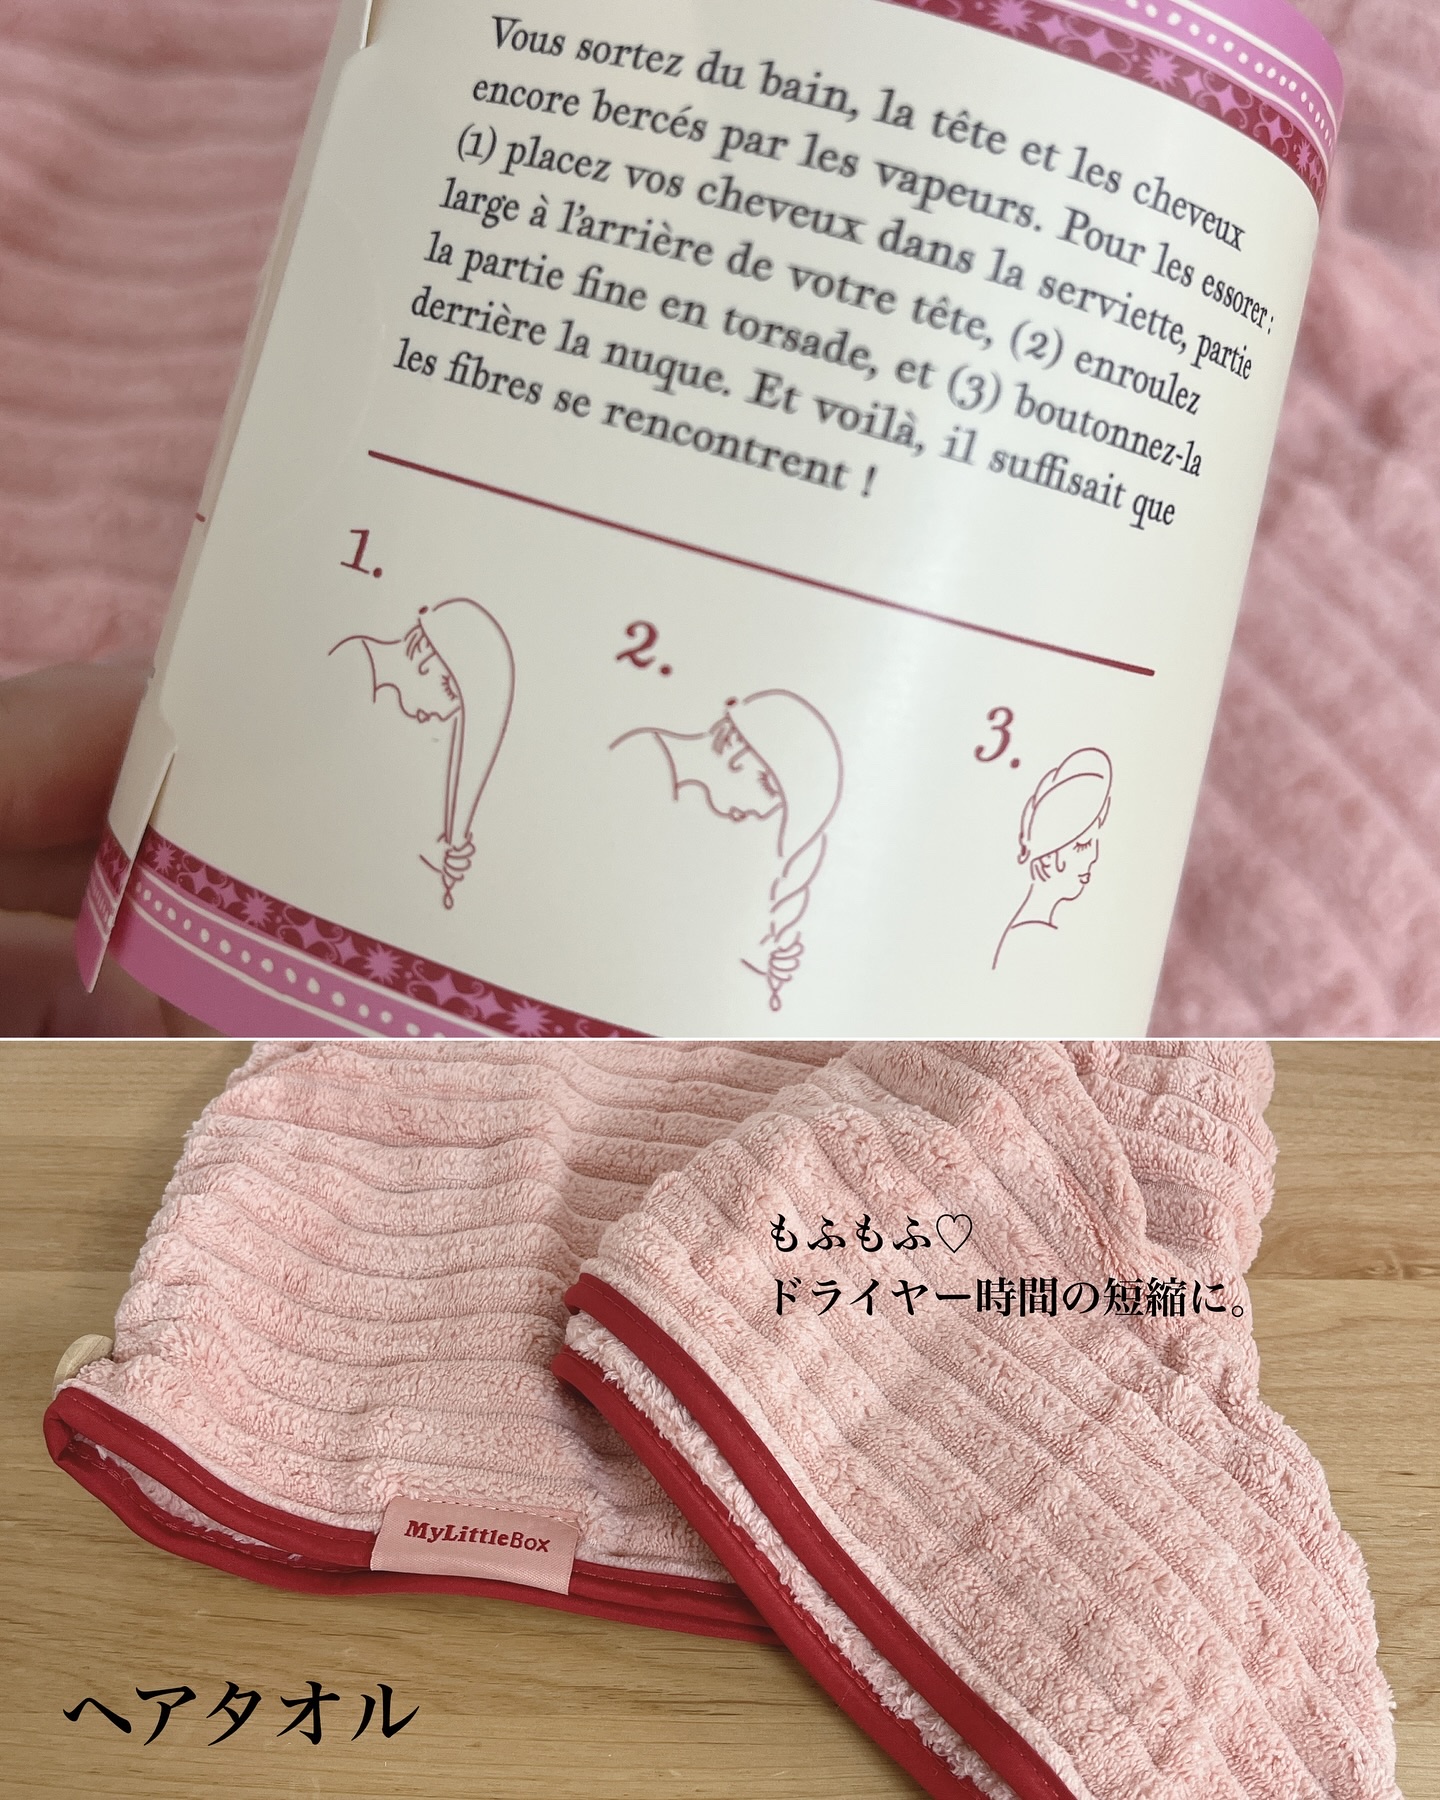 Vous sortez du bain, la tête et les cheveux
encore bercés par les vapeurs. Pour les essorer :
(1) placez vos cheveux dans la serviette, partie
large à l’arrière de votre tête, (2) enroulez
la partie fine en torsade, et (3) boutonnez-la
derrière la nuque. Et voilà, il suffisait que
les fibres se rencontrent !
1.
2.
3.
もふもふ♡
ドライヤー時間の短縮に。
MyLittleBox
ヘアタオル